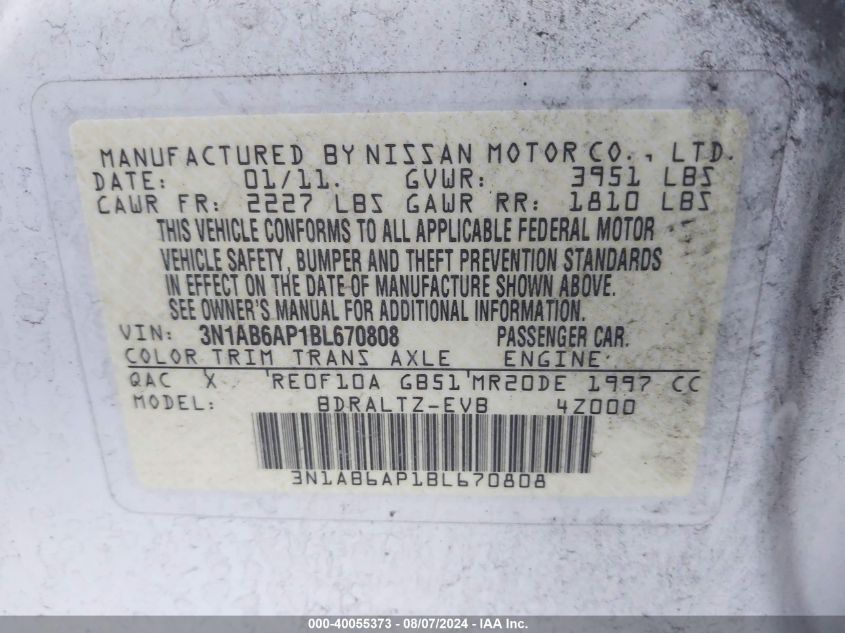 MANUFACTURED BY NISSAN MOTOR CO., LTD.
DATE: 01/11. GVWR: 3951 LBS
GAWR FR: 2227 LBS GAWR RR: 1810 LBS
THIS VEHICLE CONFORMS TO ALL APPLICABLE FEDERAL MOTOR
VEHICLE SAFETY, BUMPER AND THEFT PREVENTION STANDARDS
IN EFFECT ON THE DATE OF MANUFACTURE SHOWN ABOVE.
SEE OWNER'S MANUAL FOR ADDITIONAL INFORMATION.
VIN: 3N1AB6AP1BL670808 PASSENGER CAR.
COLOR TRIM TRANS AXLE ENGINE
QAC X RE0F10A GB51 MR20DE 1997 CC
MODEL: BDRALTZ-EVB 4Z000
3N1AB6AP1BL670808
000-40055373 - 08/07/2024 - IAA Inc.